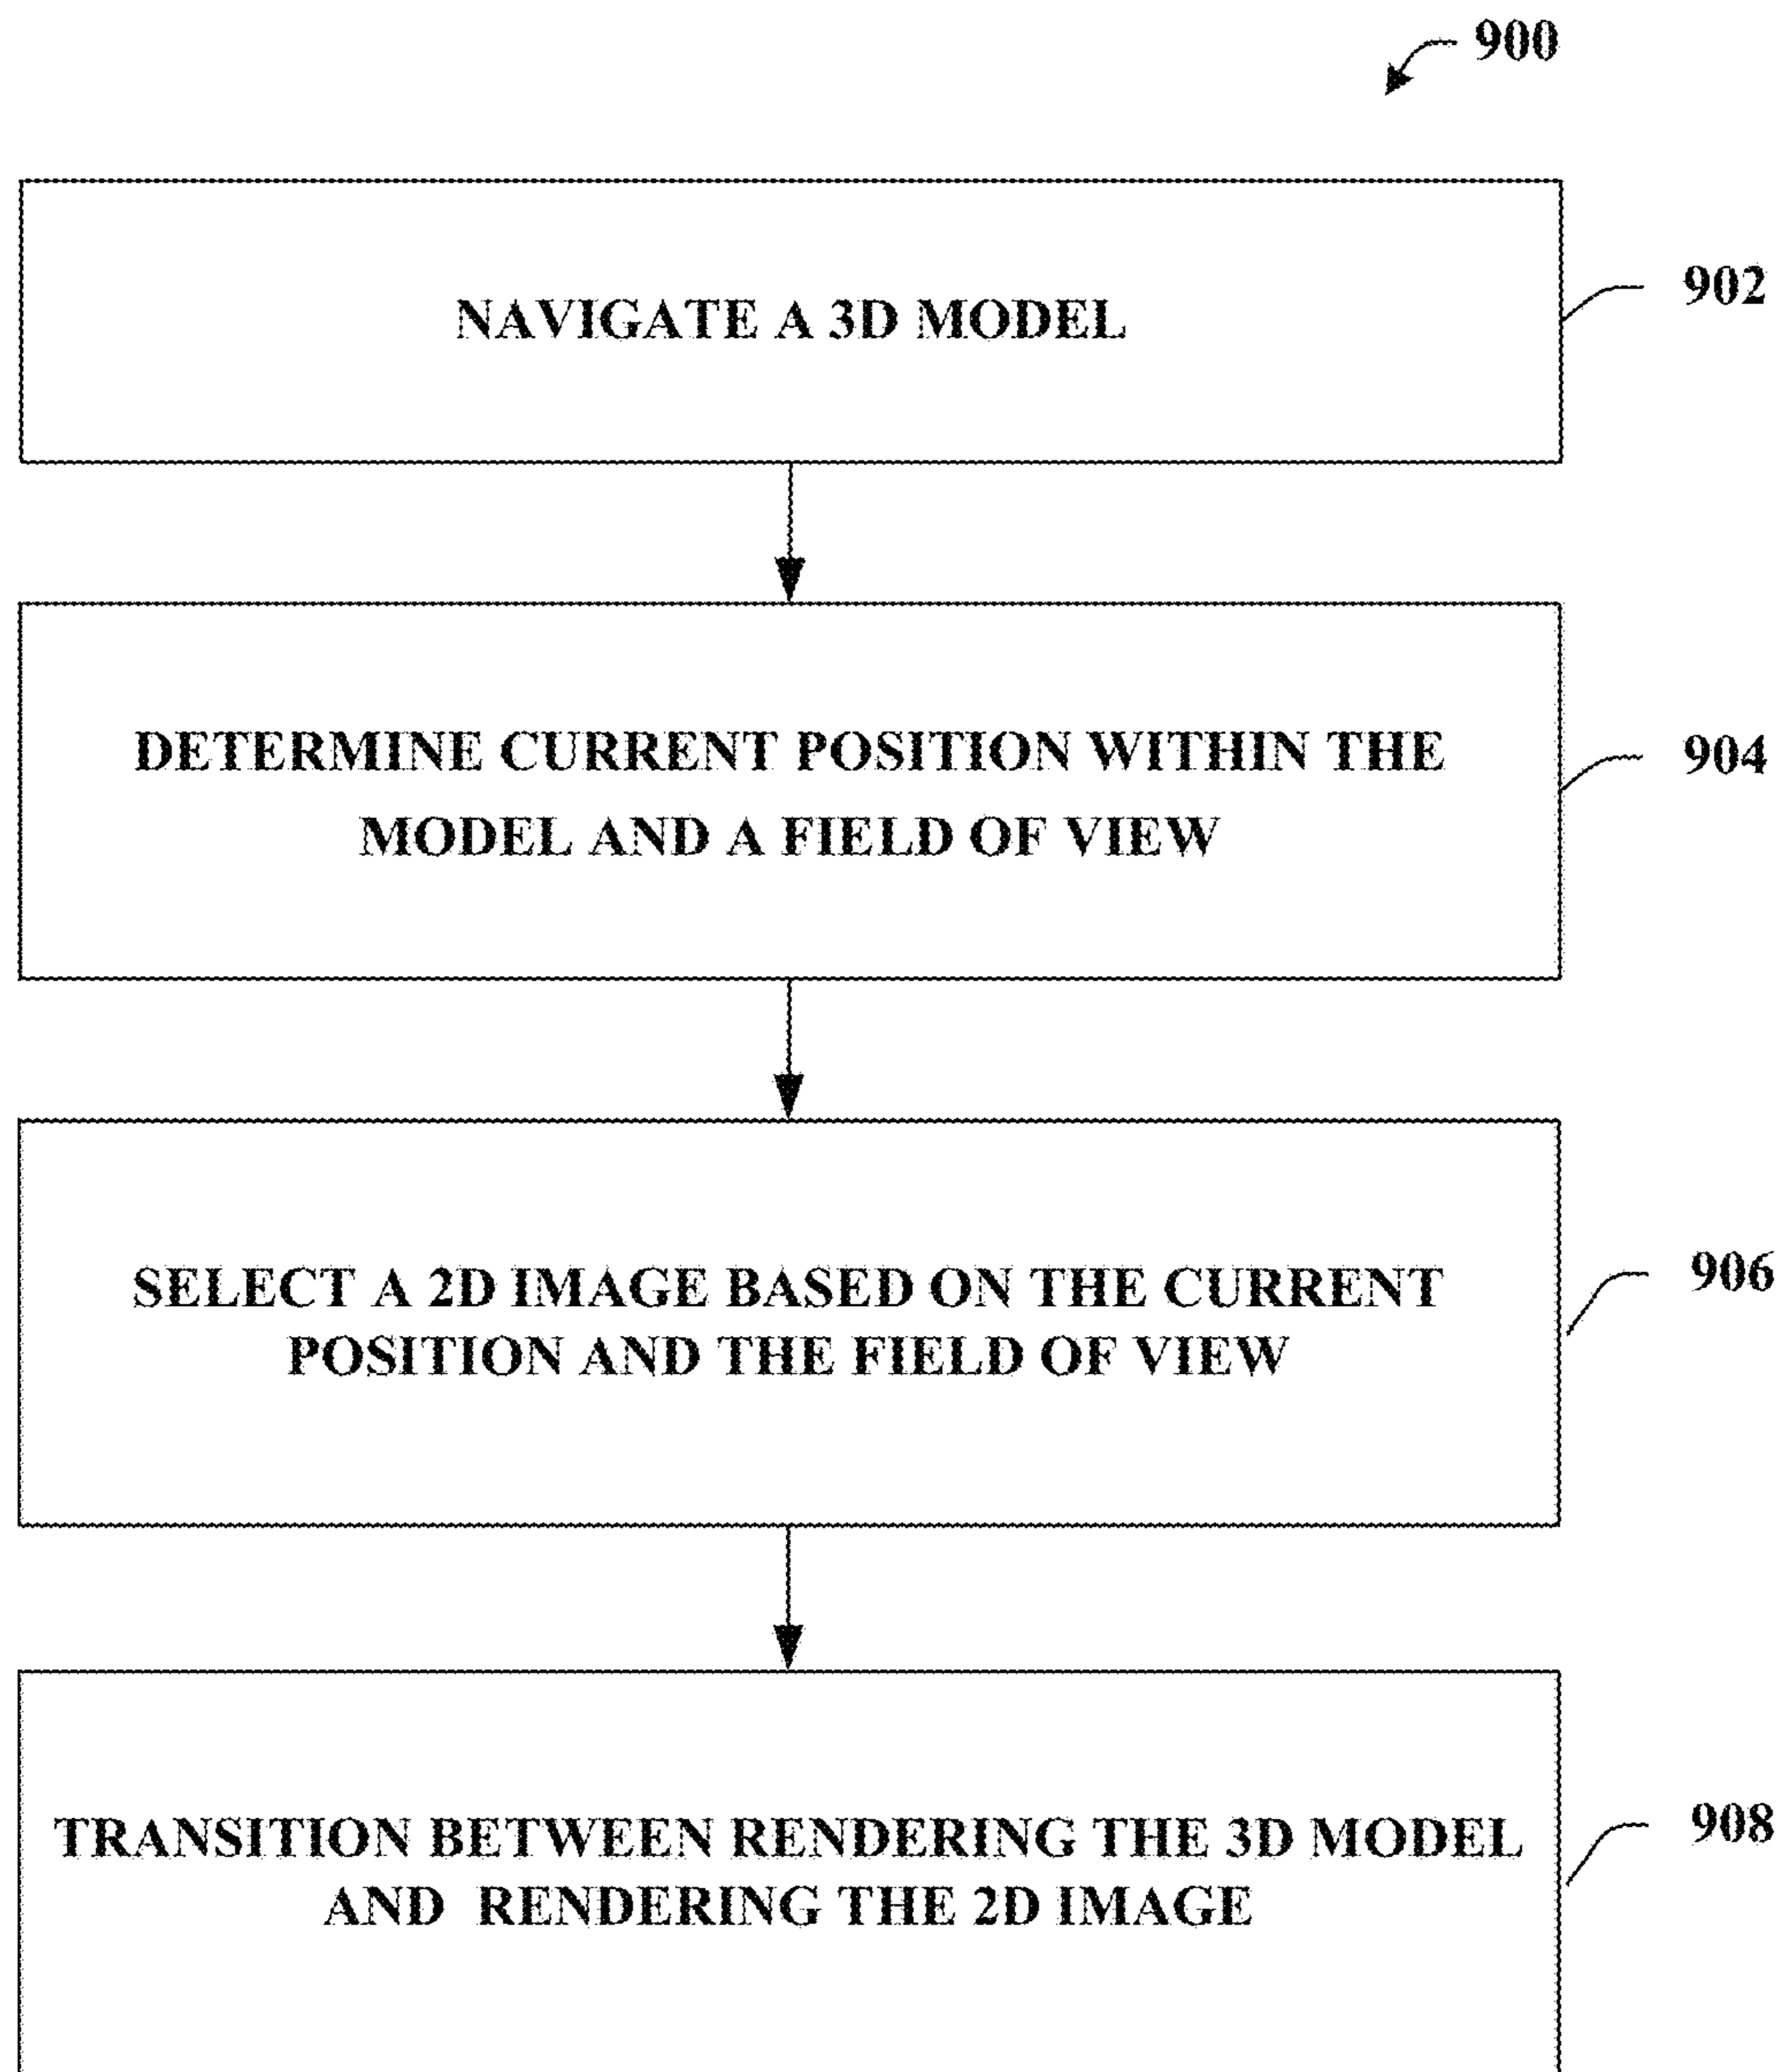 900
NAVIGATE A 3D MODEL
902
DETERMINE CURRENT POSITION WITHIN THE
MODEL AND A FIELD OF VIEW
904
SELECT A 2D IMAGE BASED ON THE CURRENT
POSITION AND THE FIELD OF VIEW
906
TRANSITION BETWEEN RENDERING THE 3D MODEL
AND RENDERING THE 2D IMAGE
908